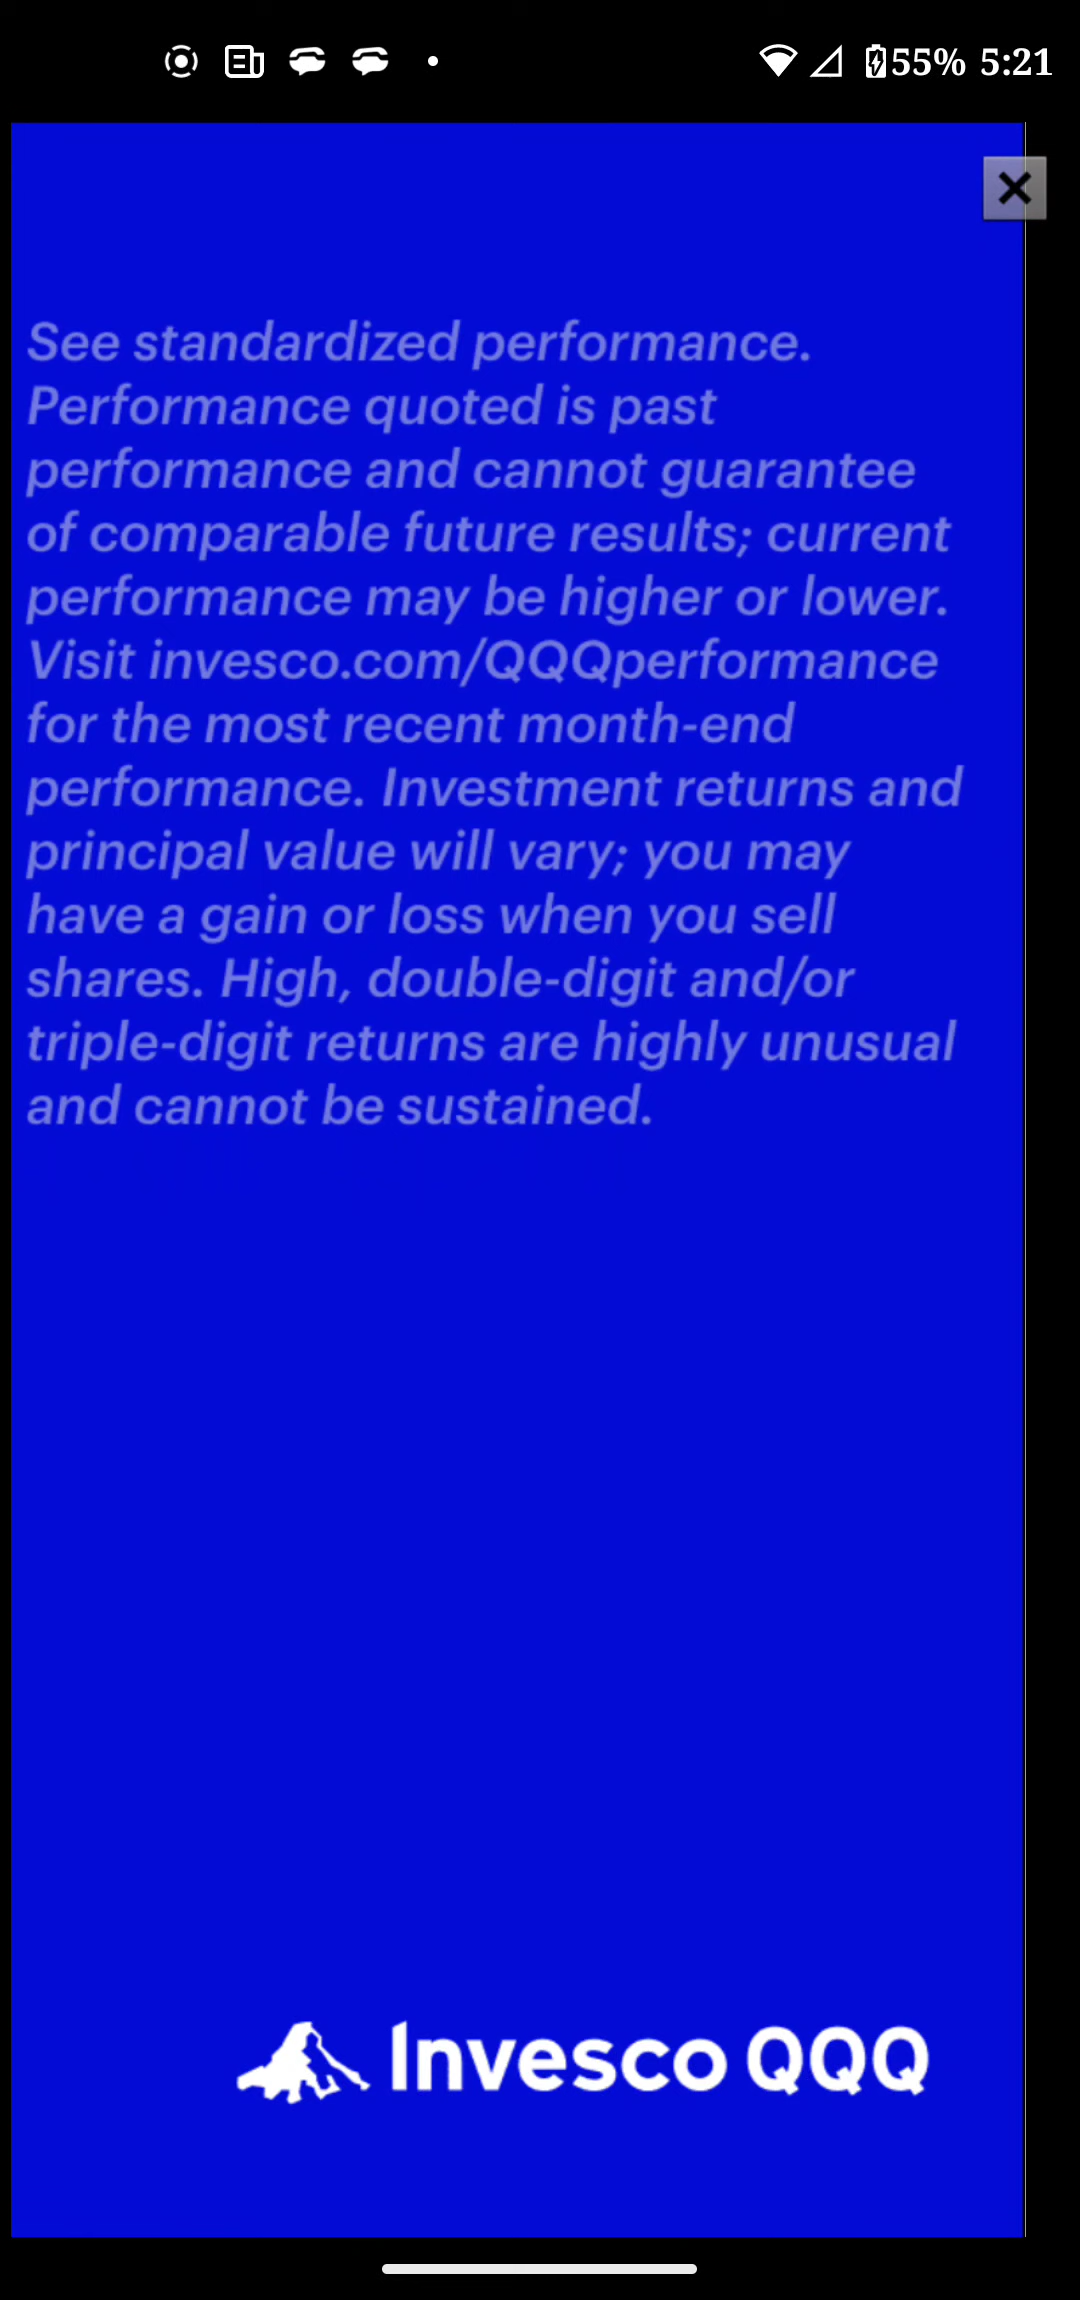 55% 5:21
See standardized performance.
Performance quoted is past
performance and cannot guarantee
of comparable future results; current
performance may be higher or lower.
Visit invesco.com/QQQperformance
for the most recent month-end
performance. Investment returns and
principal value will vary; you may
have a gain or loss when you sell
shares. High, double-digit and/or
triple-digit returns are highly unusual
and cannot be sustained.
Invesco QQQ